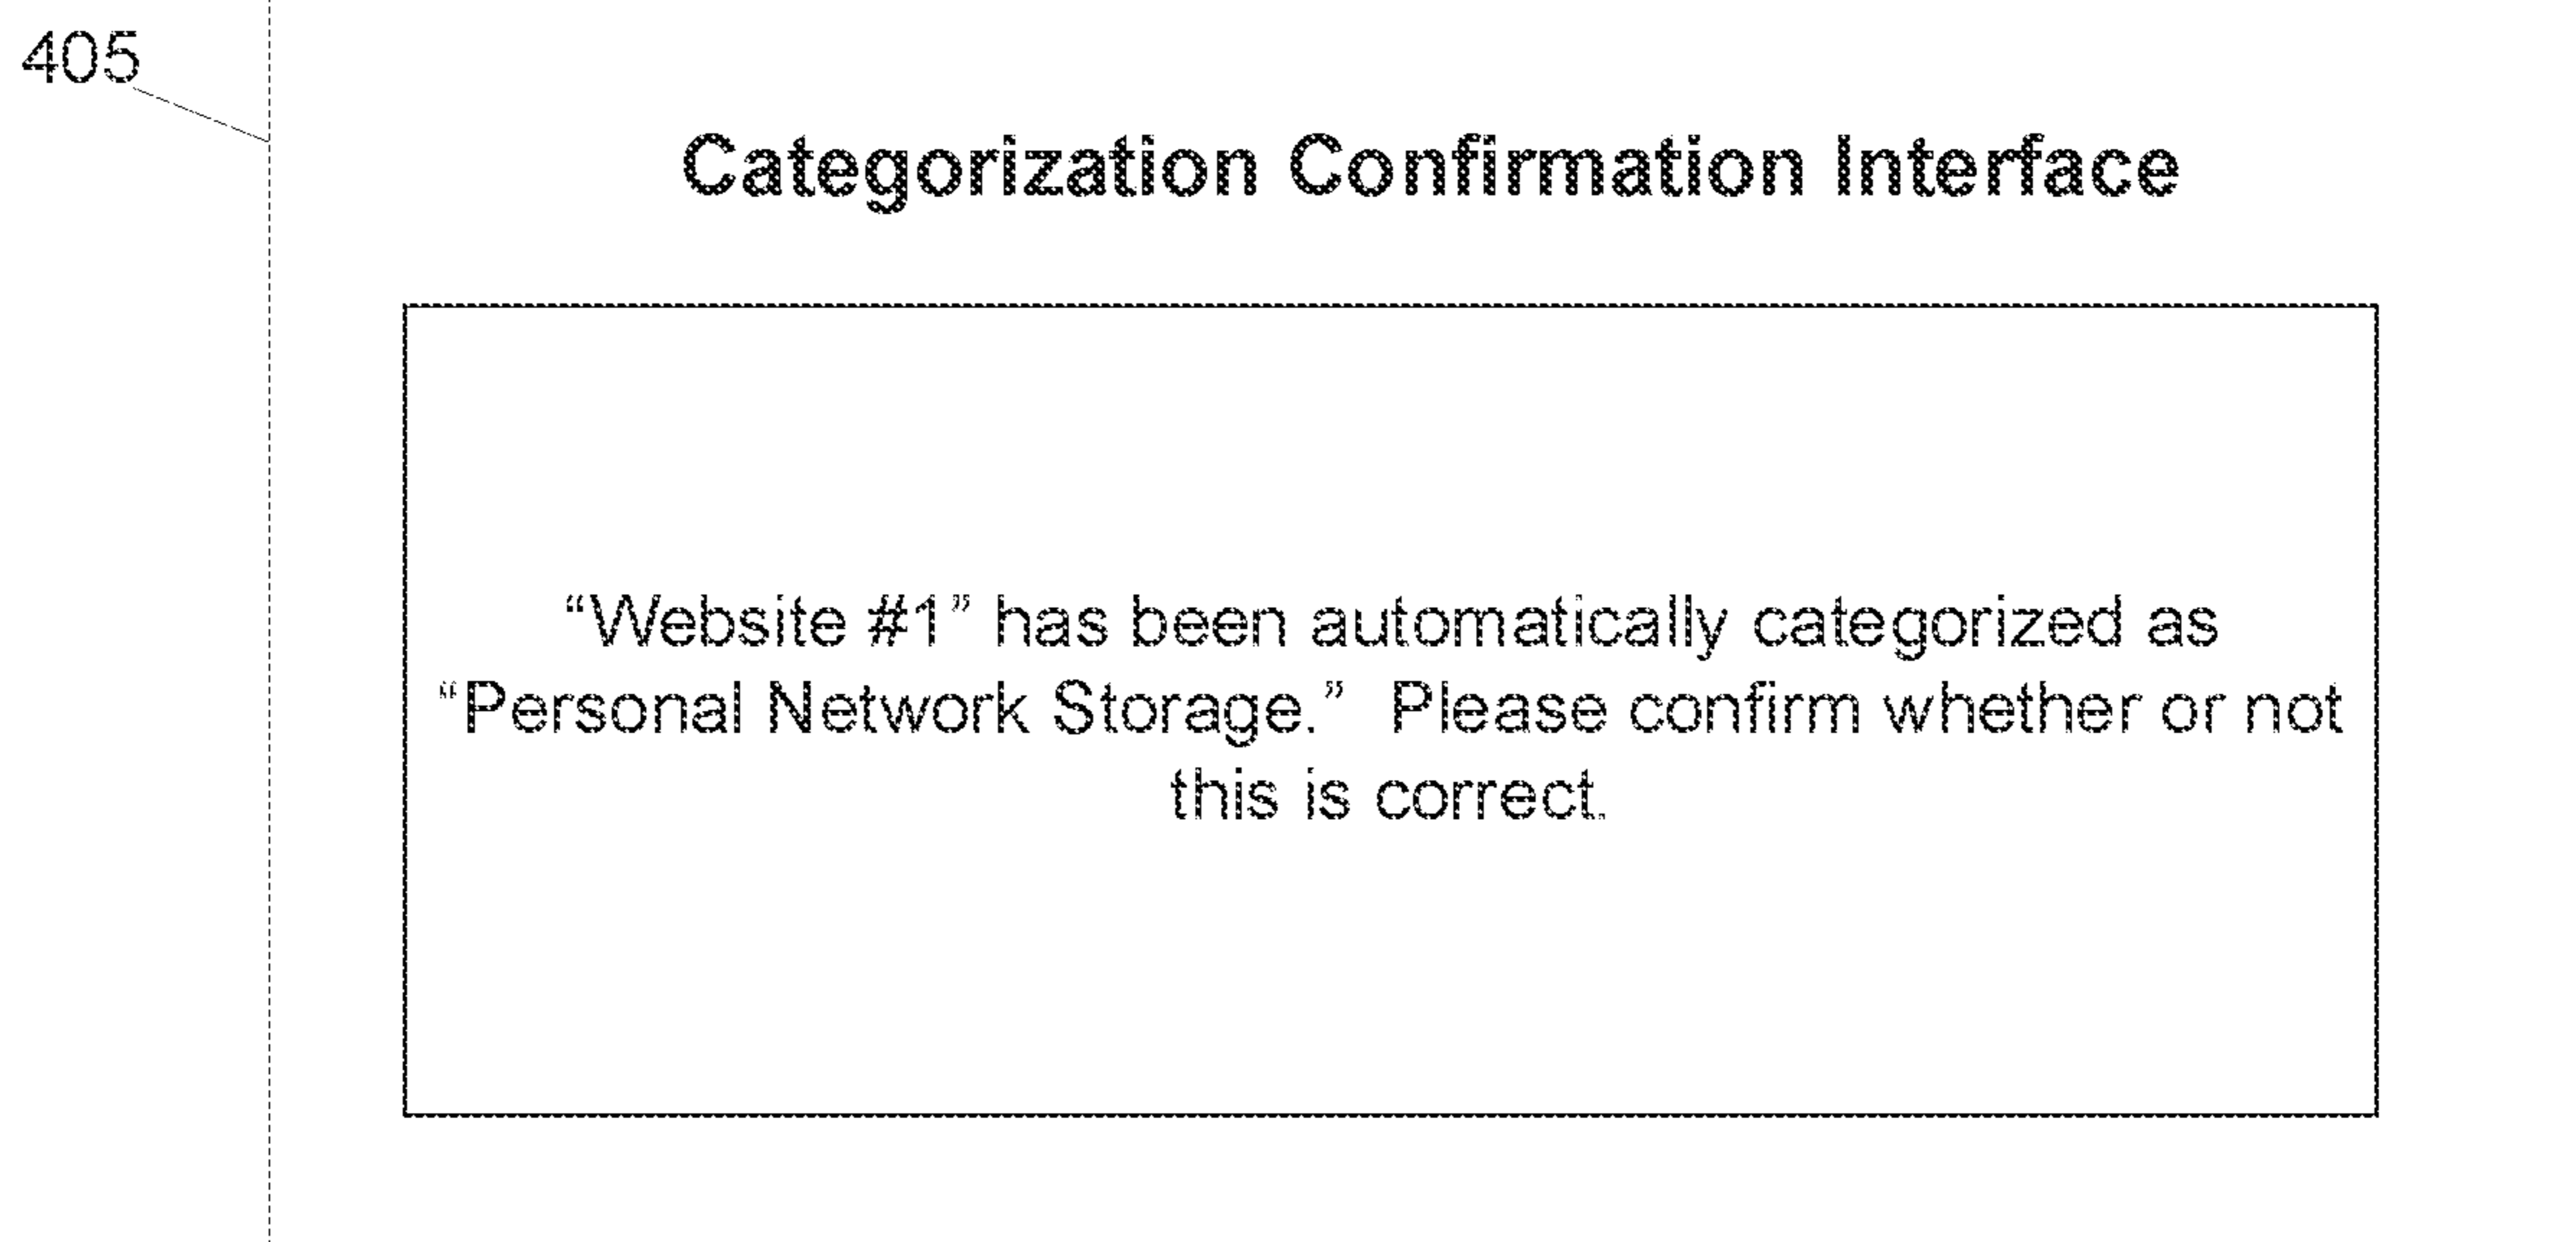 405
Categorization Confirmation Interface
“Website #1” has been automatically categorized as
“Personal Network Storage.”  Please confirm whether or not
this is correct.